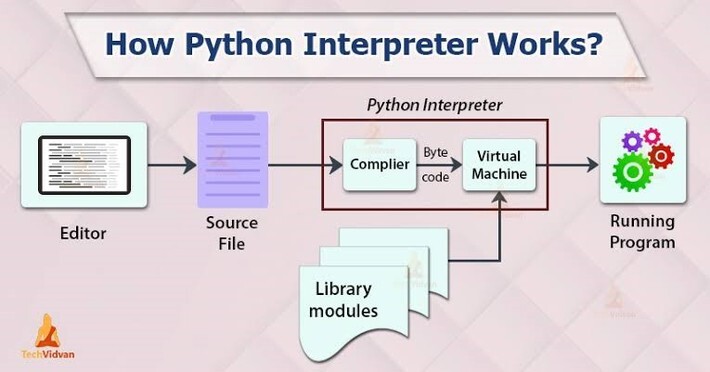 How Python Interpreter Works?
Python Interpreter
Complier
Byte
code
Virtual
Machine
Editor
Source
File
Running
Program
Library
modules
TechVidvan